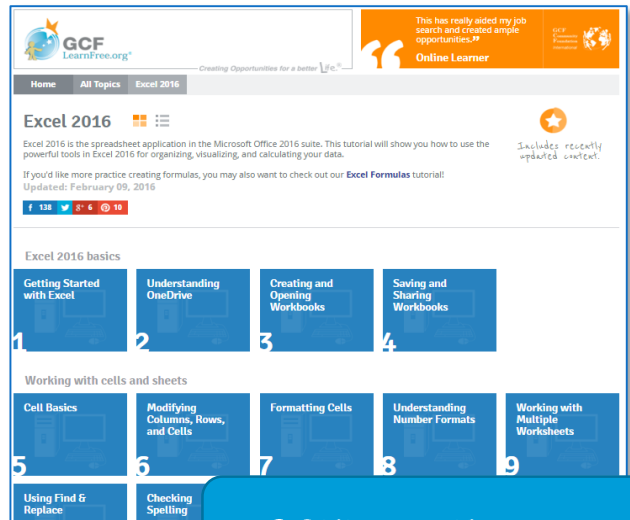 GCF
LearnFree.org®
Creating Opportunities for a better Life.®
This has really aided my job
search and created ample
opportunities.”
Online Learner
GCF
International
Home
All Topics
Excel 2016
Excel 2016
Excel 2016 is the spreadsheet application in the Microsoft Office 2016 suite. This tutorial will show you how to use the
powerful tools in Excel 2016 for organizing, visualizing, and calculating your data.
Includes recently
updated content.
If you'd like more practice creating formulas, you may also want to check out our Excel Formulas tutorial!
Updated: February 09, 2016
138
6
10
Excel 2016 basics
Getting Started
with Excel
1
Understanding
OneDrive
2
Creating and
Opening
Workbooks
3
Saving and
Sharing
Workbooks
4
Working with cells and sheets
Cell Basics
5
Modifying
Columns, Rows,
and Cells
6
Formatting Cells
7
Understanding
Number Formats
8
Working with
Multiple
Worksheets
9
Using Find &
Replace
Checking
Spelling